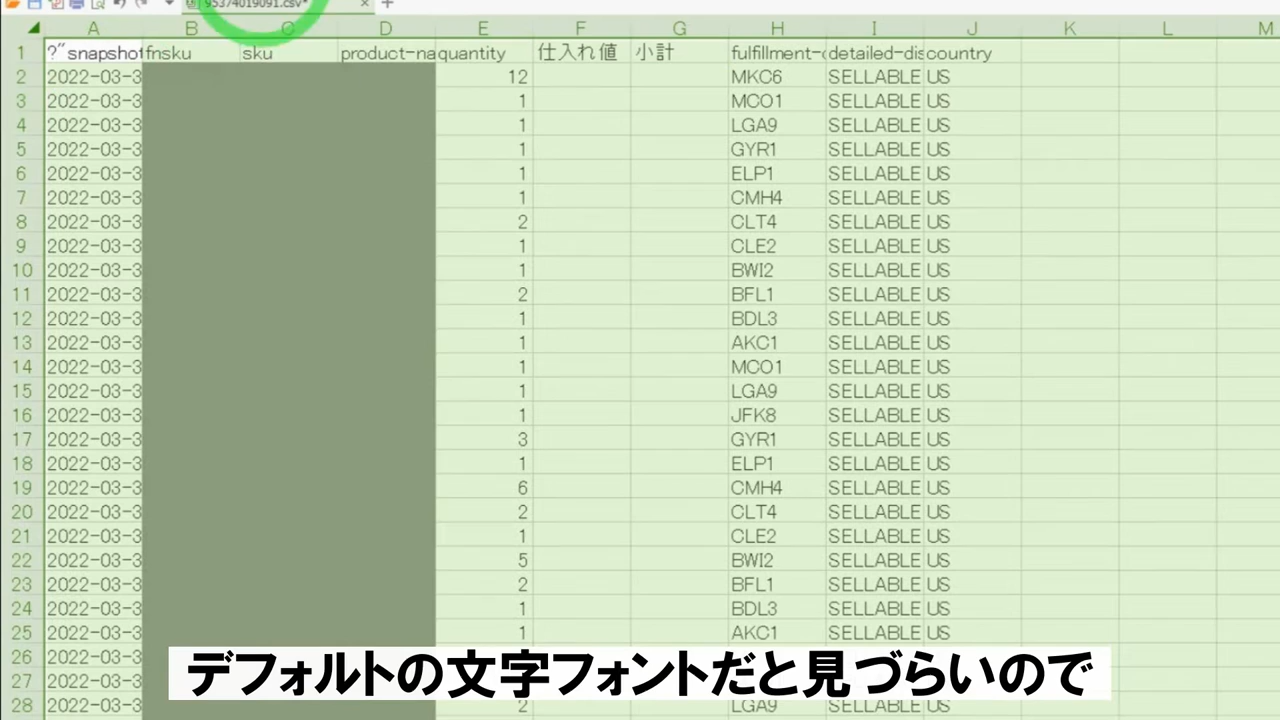 95374019091.csv*
A B C D E F G H I J K L M
1 ?"snapshot fnsku sku product-na quantity 仕入れ値 小計 fulfillment-c detailed-dis country
2 2022-03-3 12 MKC6 SELLABLE US
3 2022-03-3 1 MCO1 SELLABLE US
4 2022-03-3 1 LGA9 SELLABLE US
5 2022-03-3 1 GYR1 SELLABLE US
6 2022-03-3 1 ELP1 SELLABLE US
7 2022-03-3 1 CMH4 SELLABLE US
8 2022-03-3 2 CLT4 SELLABLE US
9 2022-03-3 1 CLE2 SELLABLE US
10 2022-03-3 1 BWI2 SELLABLE US
11 2022-03-3 2 BFL1 SELLABLE US
12 2022-03-3 1 BDL3 SELLABLE US
13 2022-03-3 1 AKC1 SELLABLE US
14 2022-03-3 1 MCO1 SELLABLE US
15 2022-03-3 1 LGA9 SELLABLE US
16 2022-03-3 1 JFK8 SELLABLE US
17 2022-03-3 3 GYR1 SELLABLE US
18 2022-03-3 1 ELP1 SELLABLE US
19 2022-03-3 6 CMH4 SELLABLE US
20 2022-03-3 2 CLT4 SELLABLE US
21 2022-03-3 1 CLE2 SELLABLE US
22 2022-03-3 5 BWI2 SELLABLE US
23 2022-03-3 2 BFL1 SELLABLE US
24 2022-03-3 1 BDL3 SELLABLE US
25 2022-03-3 1 AKC1 SELLABLE US
26 2022-03-3
27 2022-03-3
28 2022-03-3 2 LGA9 SELLABLE US
デフォルトの文字フォントだと見づらいので